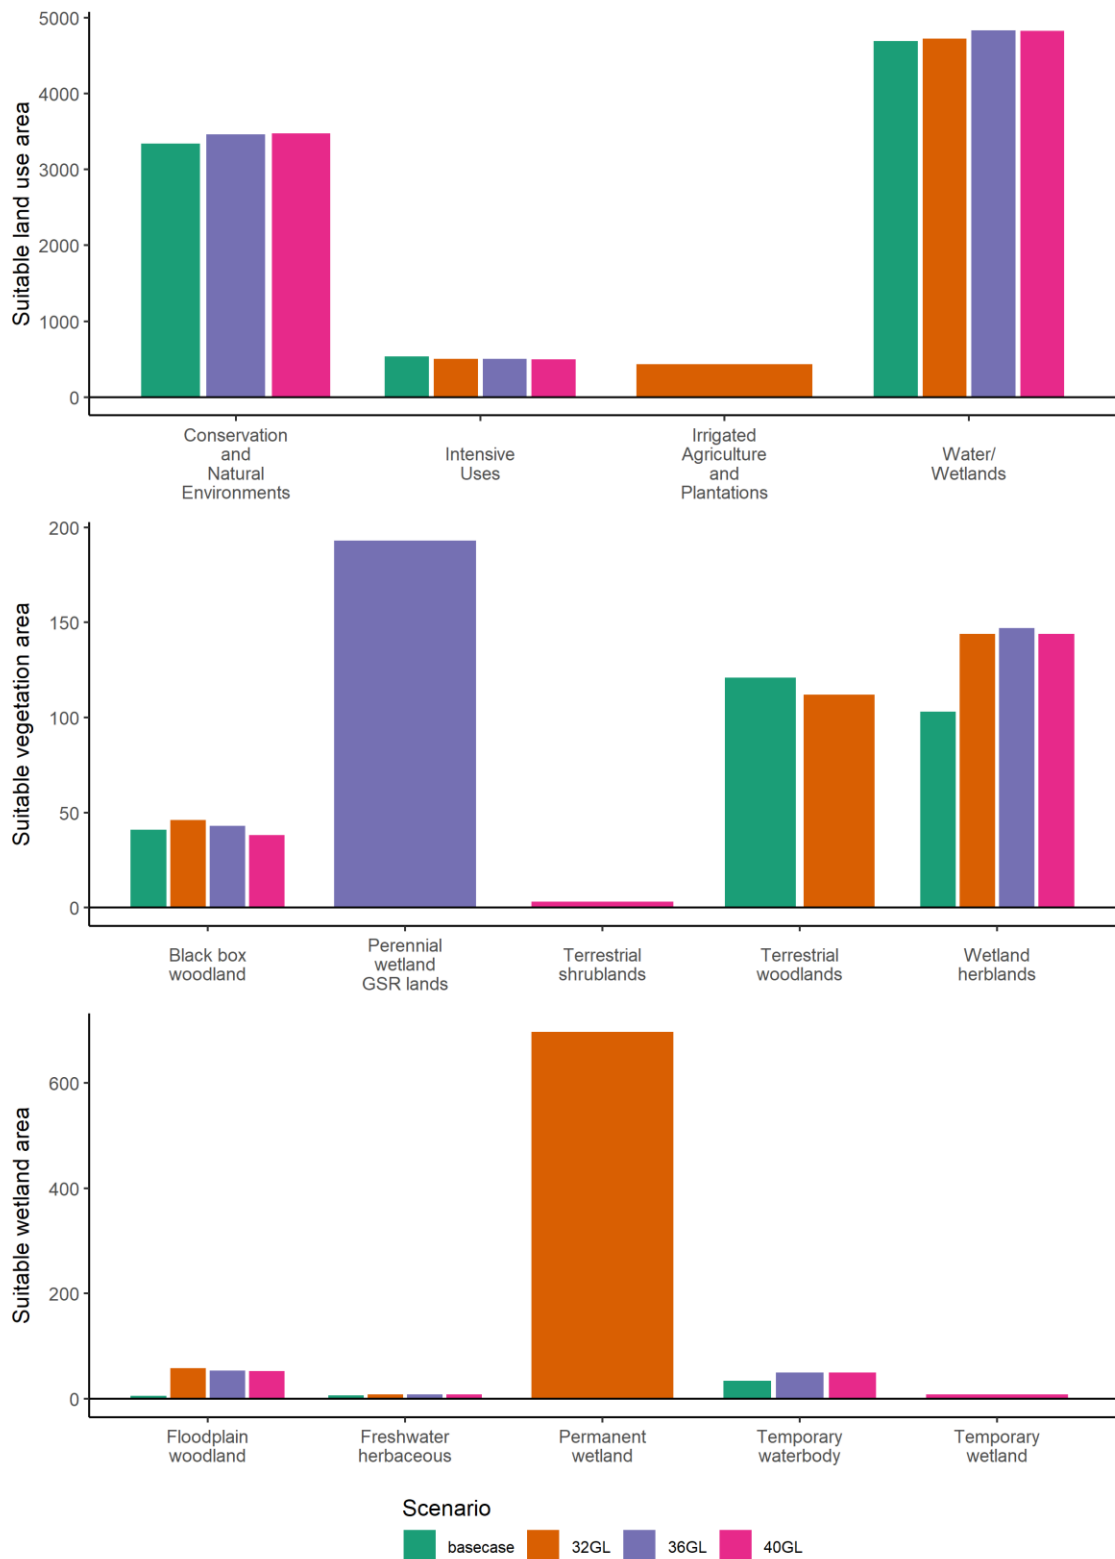 Suitable land use area
5000
4000
3000
2000
1000
0
Conservation
and
Natural
Environments
Intensive
Uses
Irrigated
Agriculture
and
Plantations
Water/
Wetlands
Suitable vegetation area
200
150
100
50
0
Black box
woodland
Perennial
wetland
GSR lands
Terrestrial
shrublands
Terrestrial
woodlands
Wetland
herblands
Suitable wetland area
600
400
200
0
Floodplain
woodland
Freshwater
herbaceous
Permanent
wetland
Temporary
waterbody
Temporary
wetland
Scenario
basecase
32GL
36GL
40GL